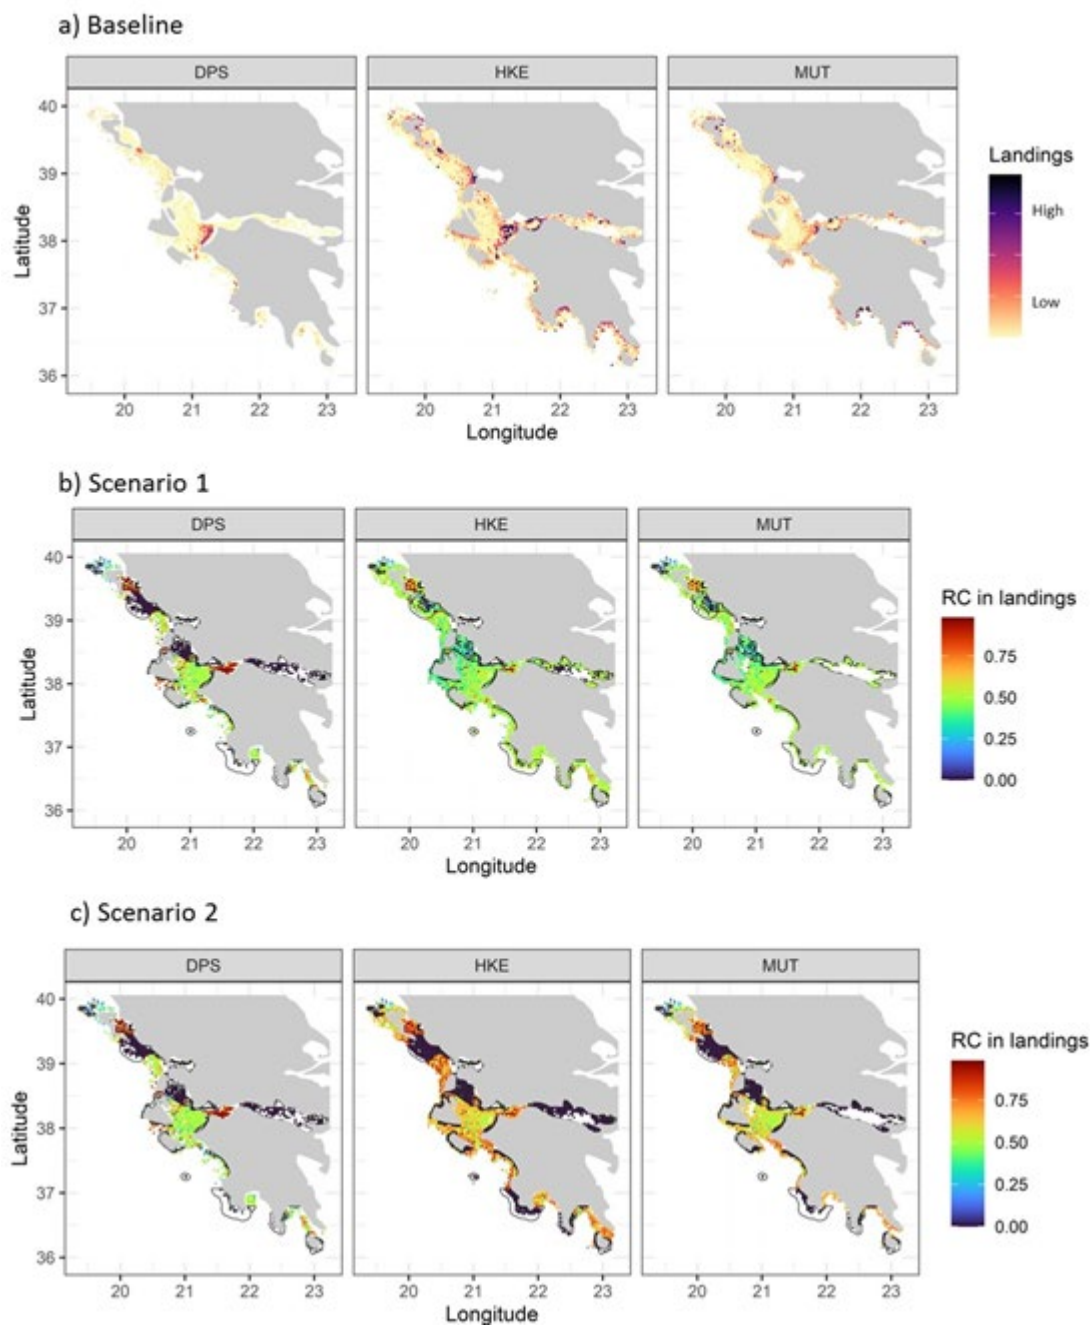 a) Baseline
DPS HKE MUT
40
39
38
37
36
Latitude
20 21 22 23 20 21 22 23 20 21 22 23
Longitude
Landings
High
Low
b) Scenario 1
DPS HKE MUT
40
39
38
37
36
Latitude
20 21 22 23 20 21 22 23 20 21 22 23
Longitude
RC in landings
0.75
0.50
0.25
0.00
c) Scenario 2
DPS HKE MUT
40
39
38
37
36
Latitude
20 21 22 23 20 21 22 23 20 21 22 23
Longitude
RC in landings
0.75
0.50
0.25
0.00